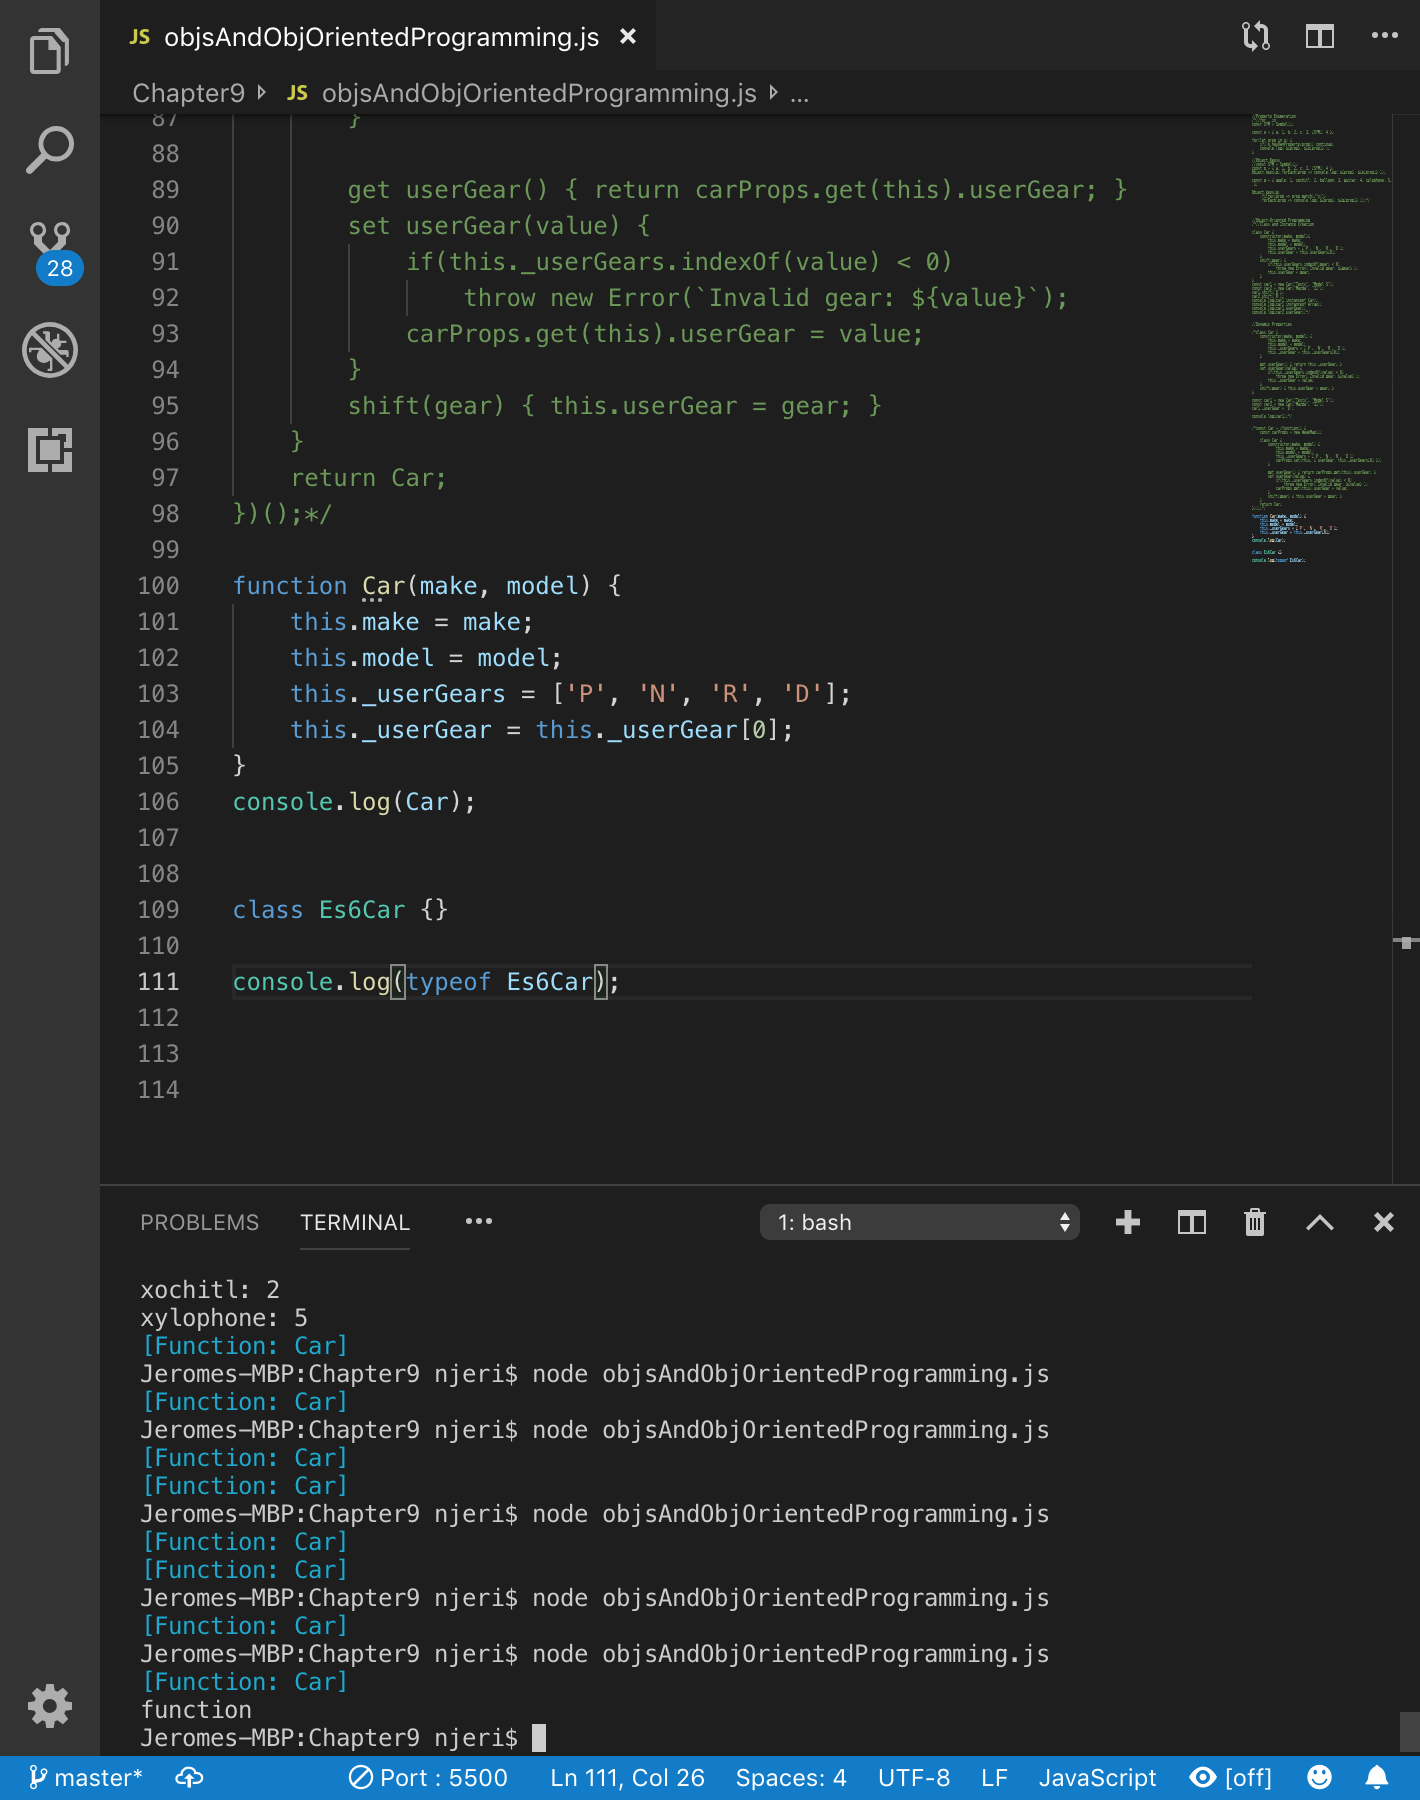 JS objsAndObjOrientedProgramming.js ×
Chapter9 JS objsAndObjOrientedProgramming.js ...
28
87 }
88
89 get userGear() { return carProps.get(this).userGear; }
90 set userGear(value) {
91 if(this._userGears.indexOf(value) < 0)
92 throw new Error(`Invalid gear: ${value}`);
93 carProps.get(this).userGear = value;
94 }
95 shift(gear) { this.userGear = gear; }
96 }
97 return Car;
98 })();*/
99
100 function Car(make, model) {
101 this.make = make;
102 this.model = model;
103 this._userGears = ['P', 'N', 'R', 'D'];
104 this._userGear = this._userGear[0];
105 }
106 console.log(Car);
107
108
109 class Es6Car {}
110
111 console.log(typeof Es6Car);
112
113
114
PROBLEMS TERMINAL ... 1: bash
xochitl: 2
xylophone: 5
[Function: Car]
Jeromes-MBP:Chapter9 njeri$ node objsAndObjOrientedProgramming.js
[Function: Car]
Jeromes-MBP:Chapter9 njeri$ node objsAndObjOrientedProgramming.js
[Function: Car]
[Function: Car]
Jeromes-MBP:Chapter9 njeri$ node objsAndObjOrientedProgramming.js
[Function: Car]
[Function: Car]
Jeromes-MBP:Chapter9 njeri$ node objsAndObjOrientedProgramming.js
[Function: Car]
Jeromes-MBP:Chapter9 njeri$ node objsAndObjOrientedProgramming.js
[Function: Car]
function
Jeromes-MBP:Chapter9 njeri$
master* Port : 5500 Ln 111, Col 26 Spaces: 4 UTF-8 LF JavaScript [off]